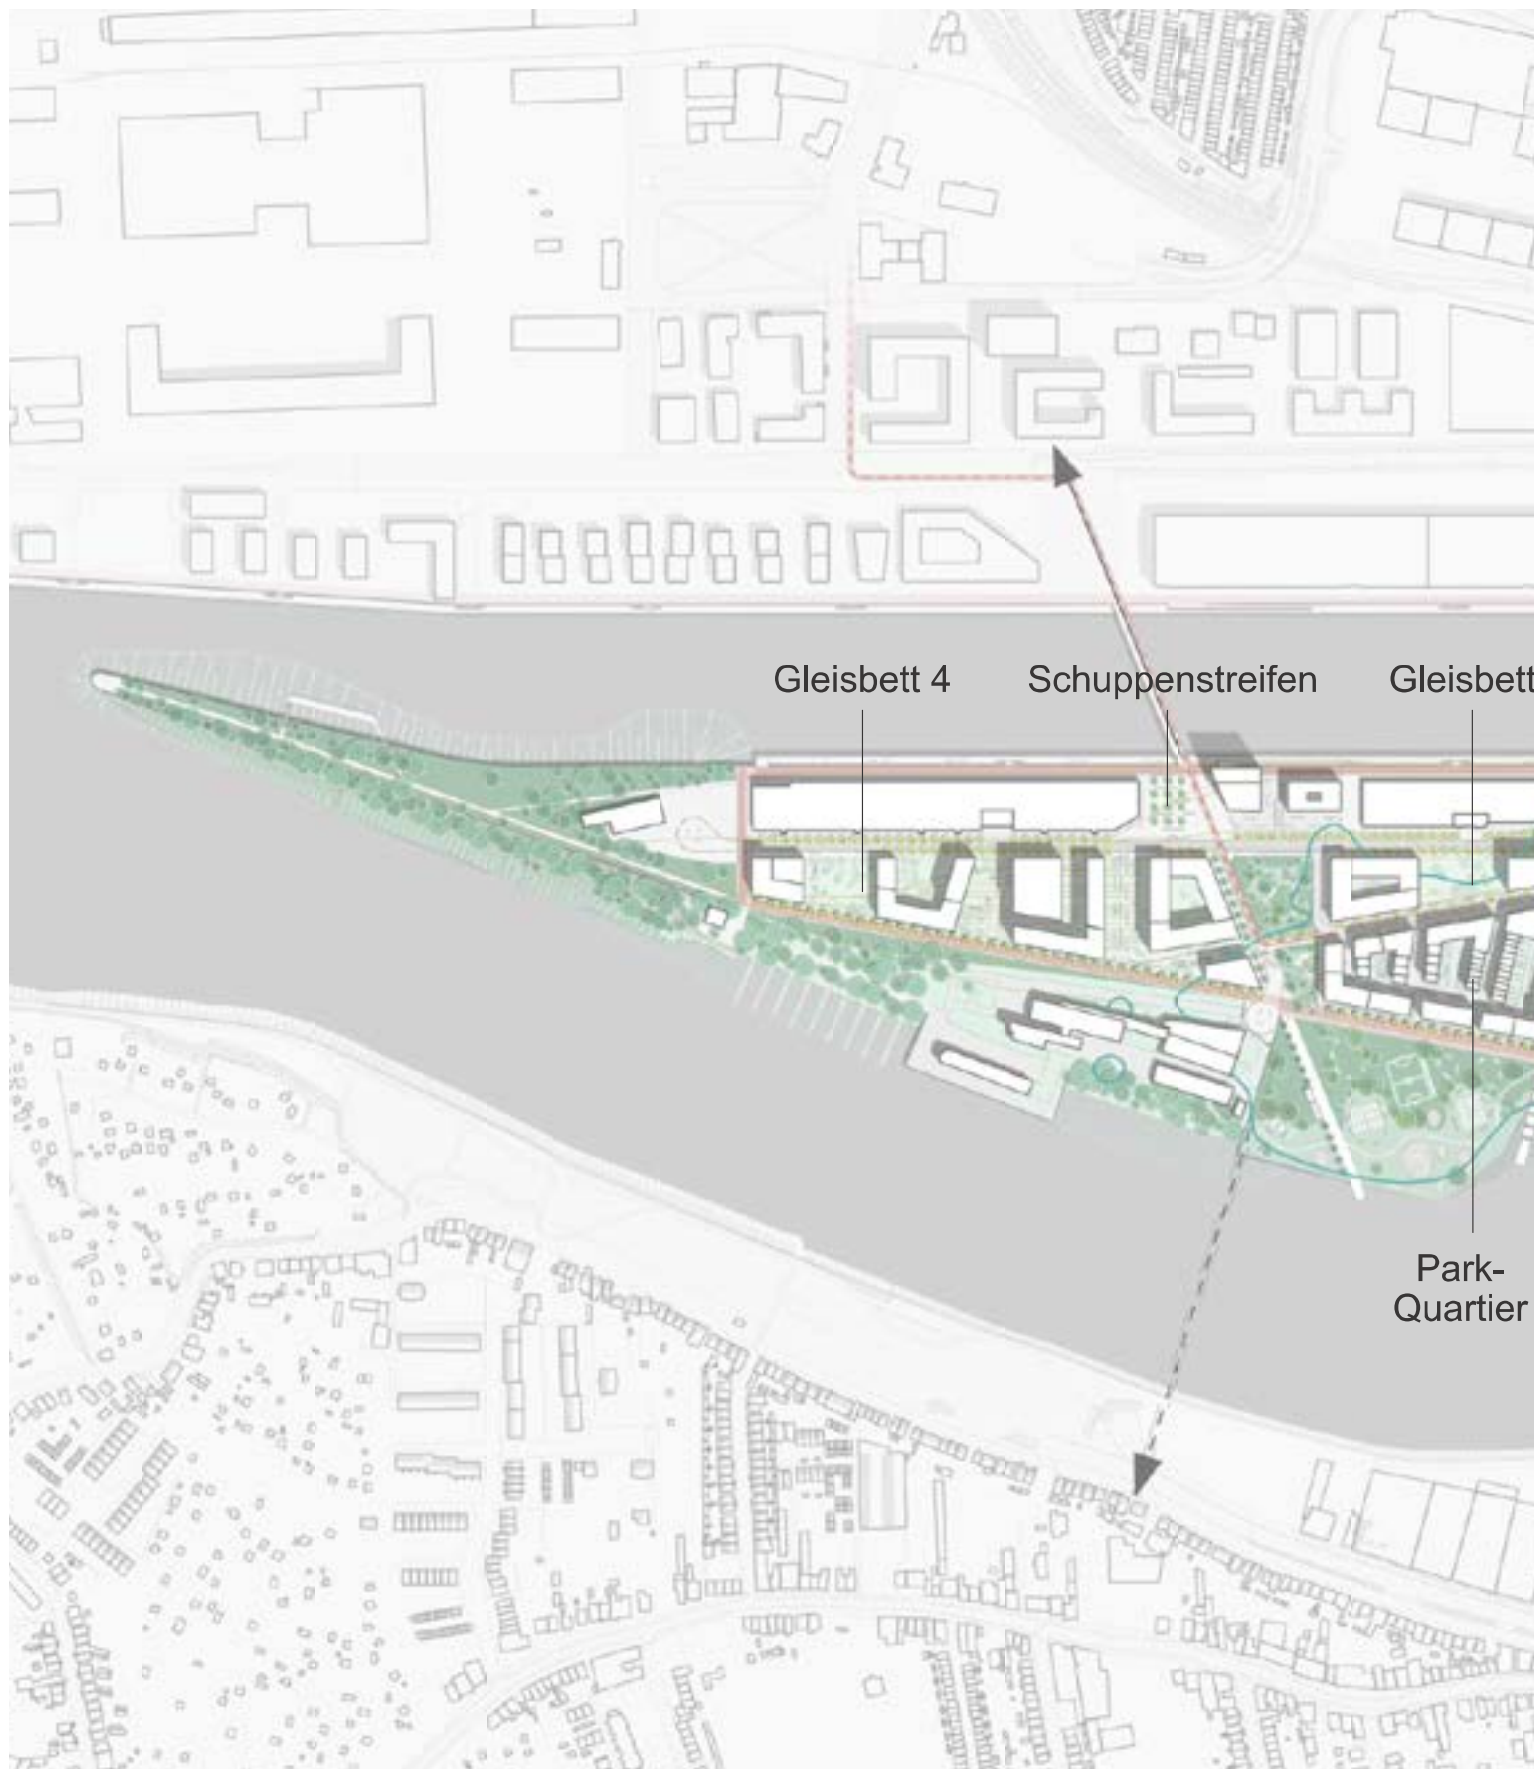 Gleisbett 4
Schuppenstreifen
Gleisbett
Park-
Quartier